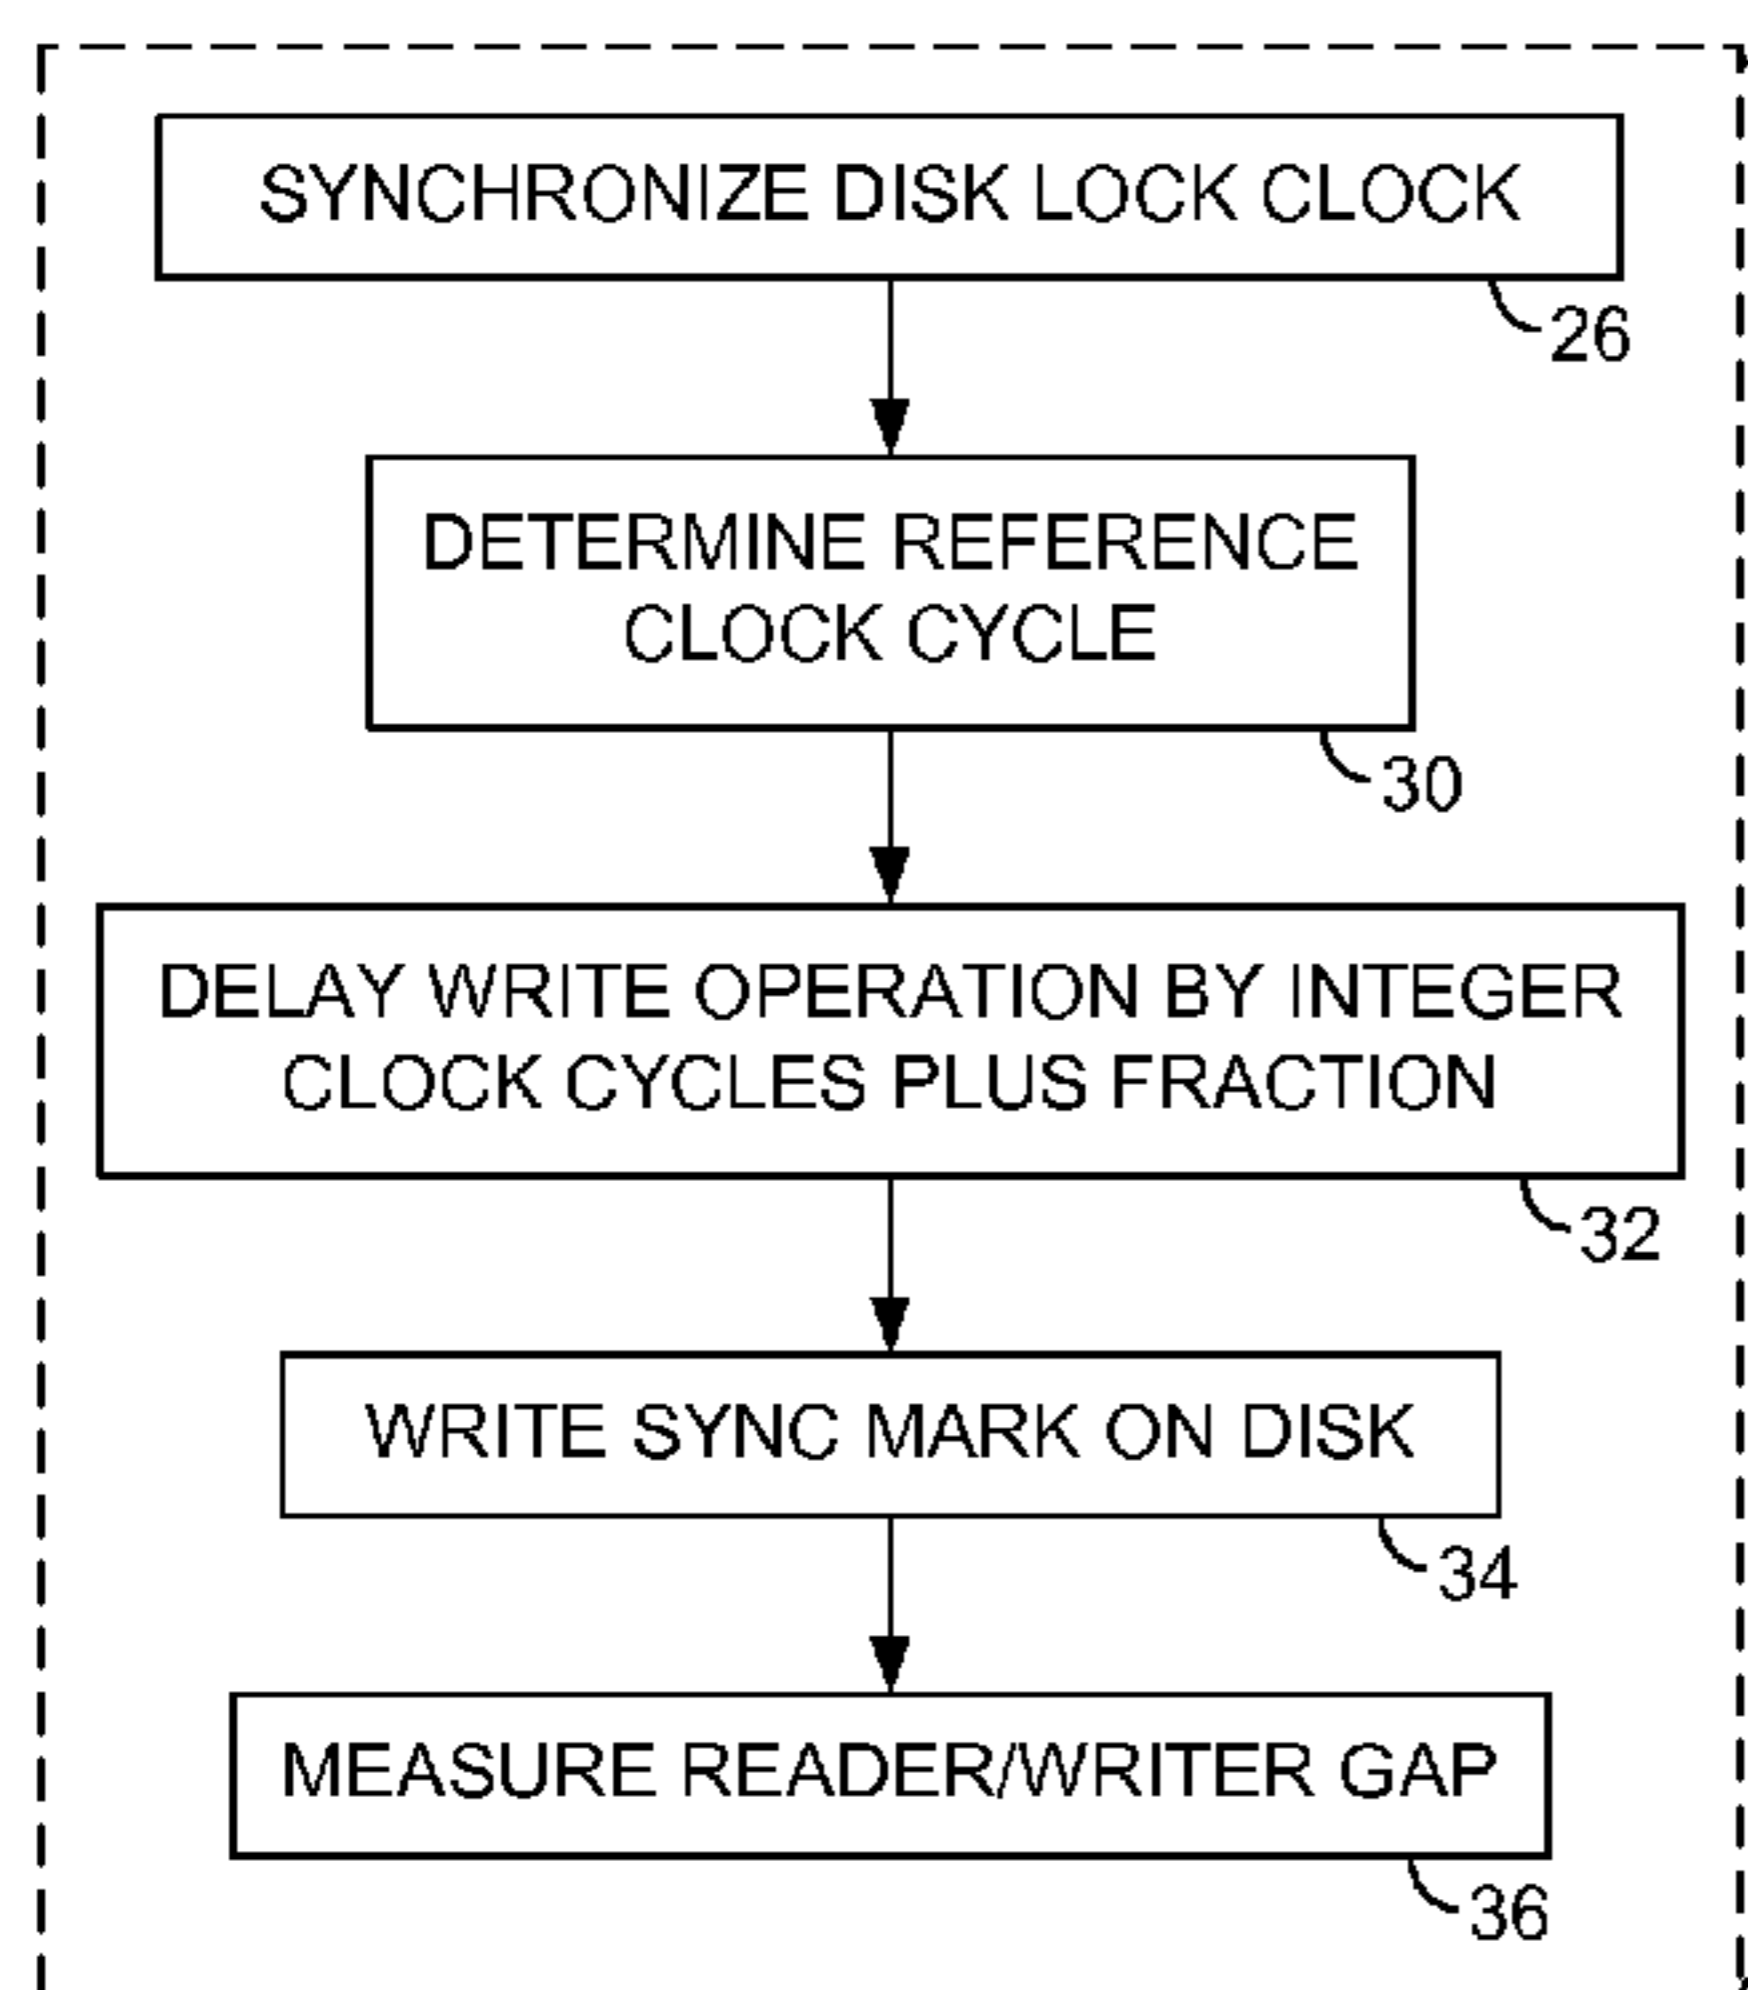 SYNCHRONIZE DISK LOCK CLOCK
26
DETERMINE REFERENCE
CLOCK CYCLE
30
DELAY WRITE OPERATION BY INTEGER
CLOCK CYCLES PLUS FRACTION
32
WRITE SYNC MARK ON DISK
34
MEASURE READER/WRITER GAP
36